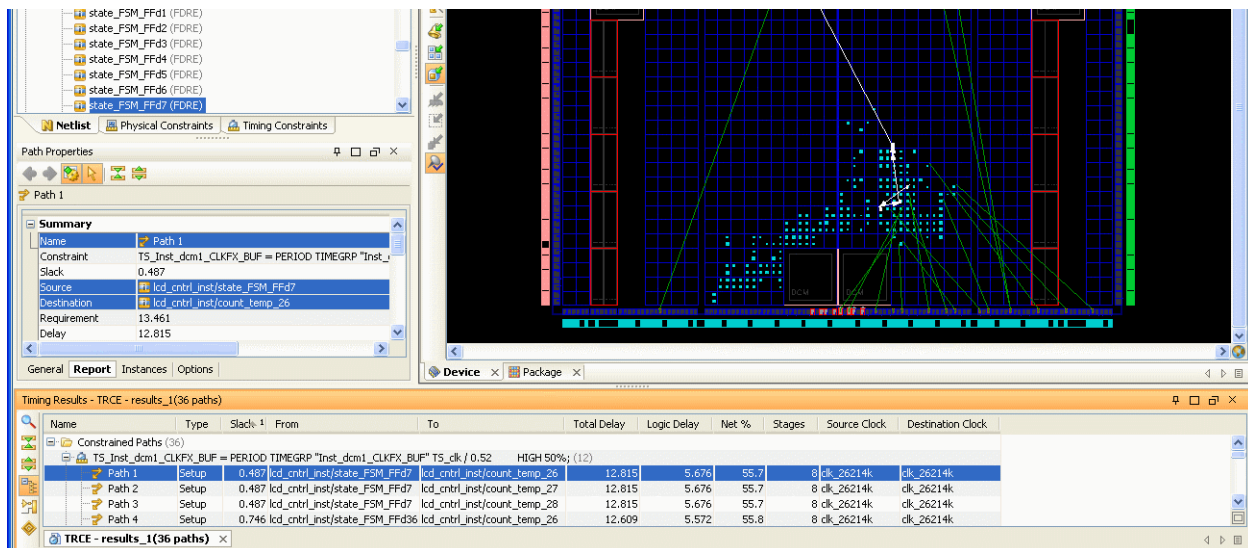 state_FSM_FFd1 (FDRE)
state_FSM_FFd2 (FDRE)
state_FSM_FFd3 (FDRE)
state_FSM_FFd4 (FDRE)
state_FSM_FFd5 (FDRE)
state_FSM_FFd6 (FDRE)
state_FSM_FFd7 (FDRE)
Netlist Physical Constraints Timing Constraints
Path Properties
Path 1
Summary
Name Path 1
Constraint TS_Inst_dcm1_CLKFX_BUF = PERIOD TIMEGRP "Inst_
Slack 0.487
Source lcd_cntrl_inst/state_FSM_FFd7
Destination lcd_cntrl_inst/count_temp_26
Requirement 13.461
Delay 12.815
General Report Instances Options
DCM DCM
Device Package
Timing Results - TRCE - results_1(36 paths)
Name Type Slack 1 From To Total Delay Logic Delay Net % Stages Source Clock Destination Clock
Constrained Paths (36)
TS_Inst_dcm1_CLKFX_BUF = PERIOD TIMEGRP "Inst_dcm1_CLKFX_BUF" TS_clk / 0.52 HIGH 50%; (12)
Path 1 Setup 0.487 lcd_cntrl_inst/state_FSM_FFd7 lcd_cntrl_inst/count_temp_26 12.815 5.676 55.7 8 clk_26214k clk_26214k
Path 2 Setup 0.487 lcd_cntrl_inst/state_FSM_FFd7 lcd_cntrl_inst/count_temp_27 12.815 5.676 55.7 8 clk_26214k clk_26214k
Path 3 Setup 0.487 lcd_cntrl_inst/state_FSM_FFd7 lcd_cntrl_inst/count_temp_28 12.815 5.676 55.7 8 clk_26214k clk_26214k
Path 4 Setup 0.746 lcd_cntrl_inst/state_FSM_FFd36 lcd_cntrl_inst/count_temp_26 12.609 5.572 55.8 8 clk_26214k clk_26214k
TRCE - results_1(36 paths)